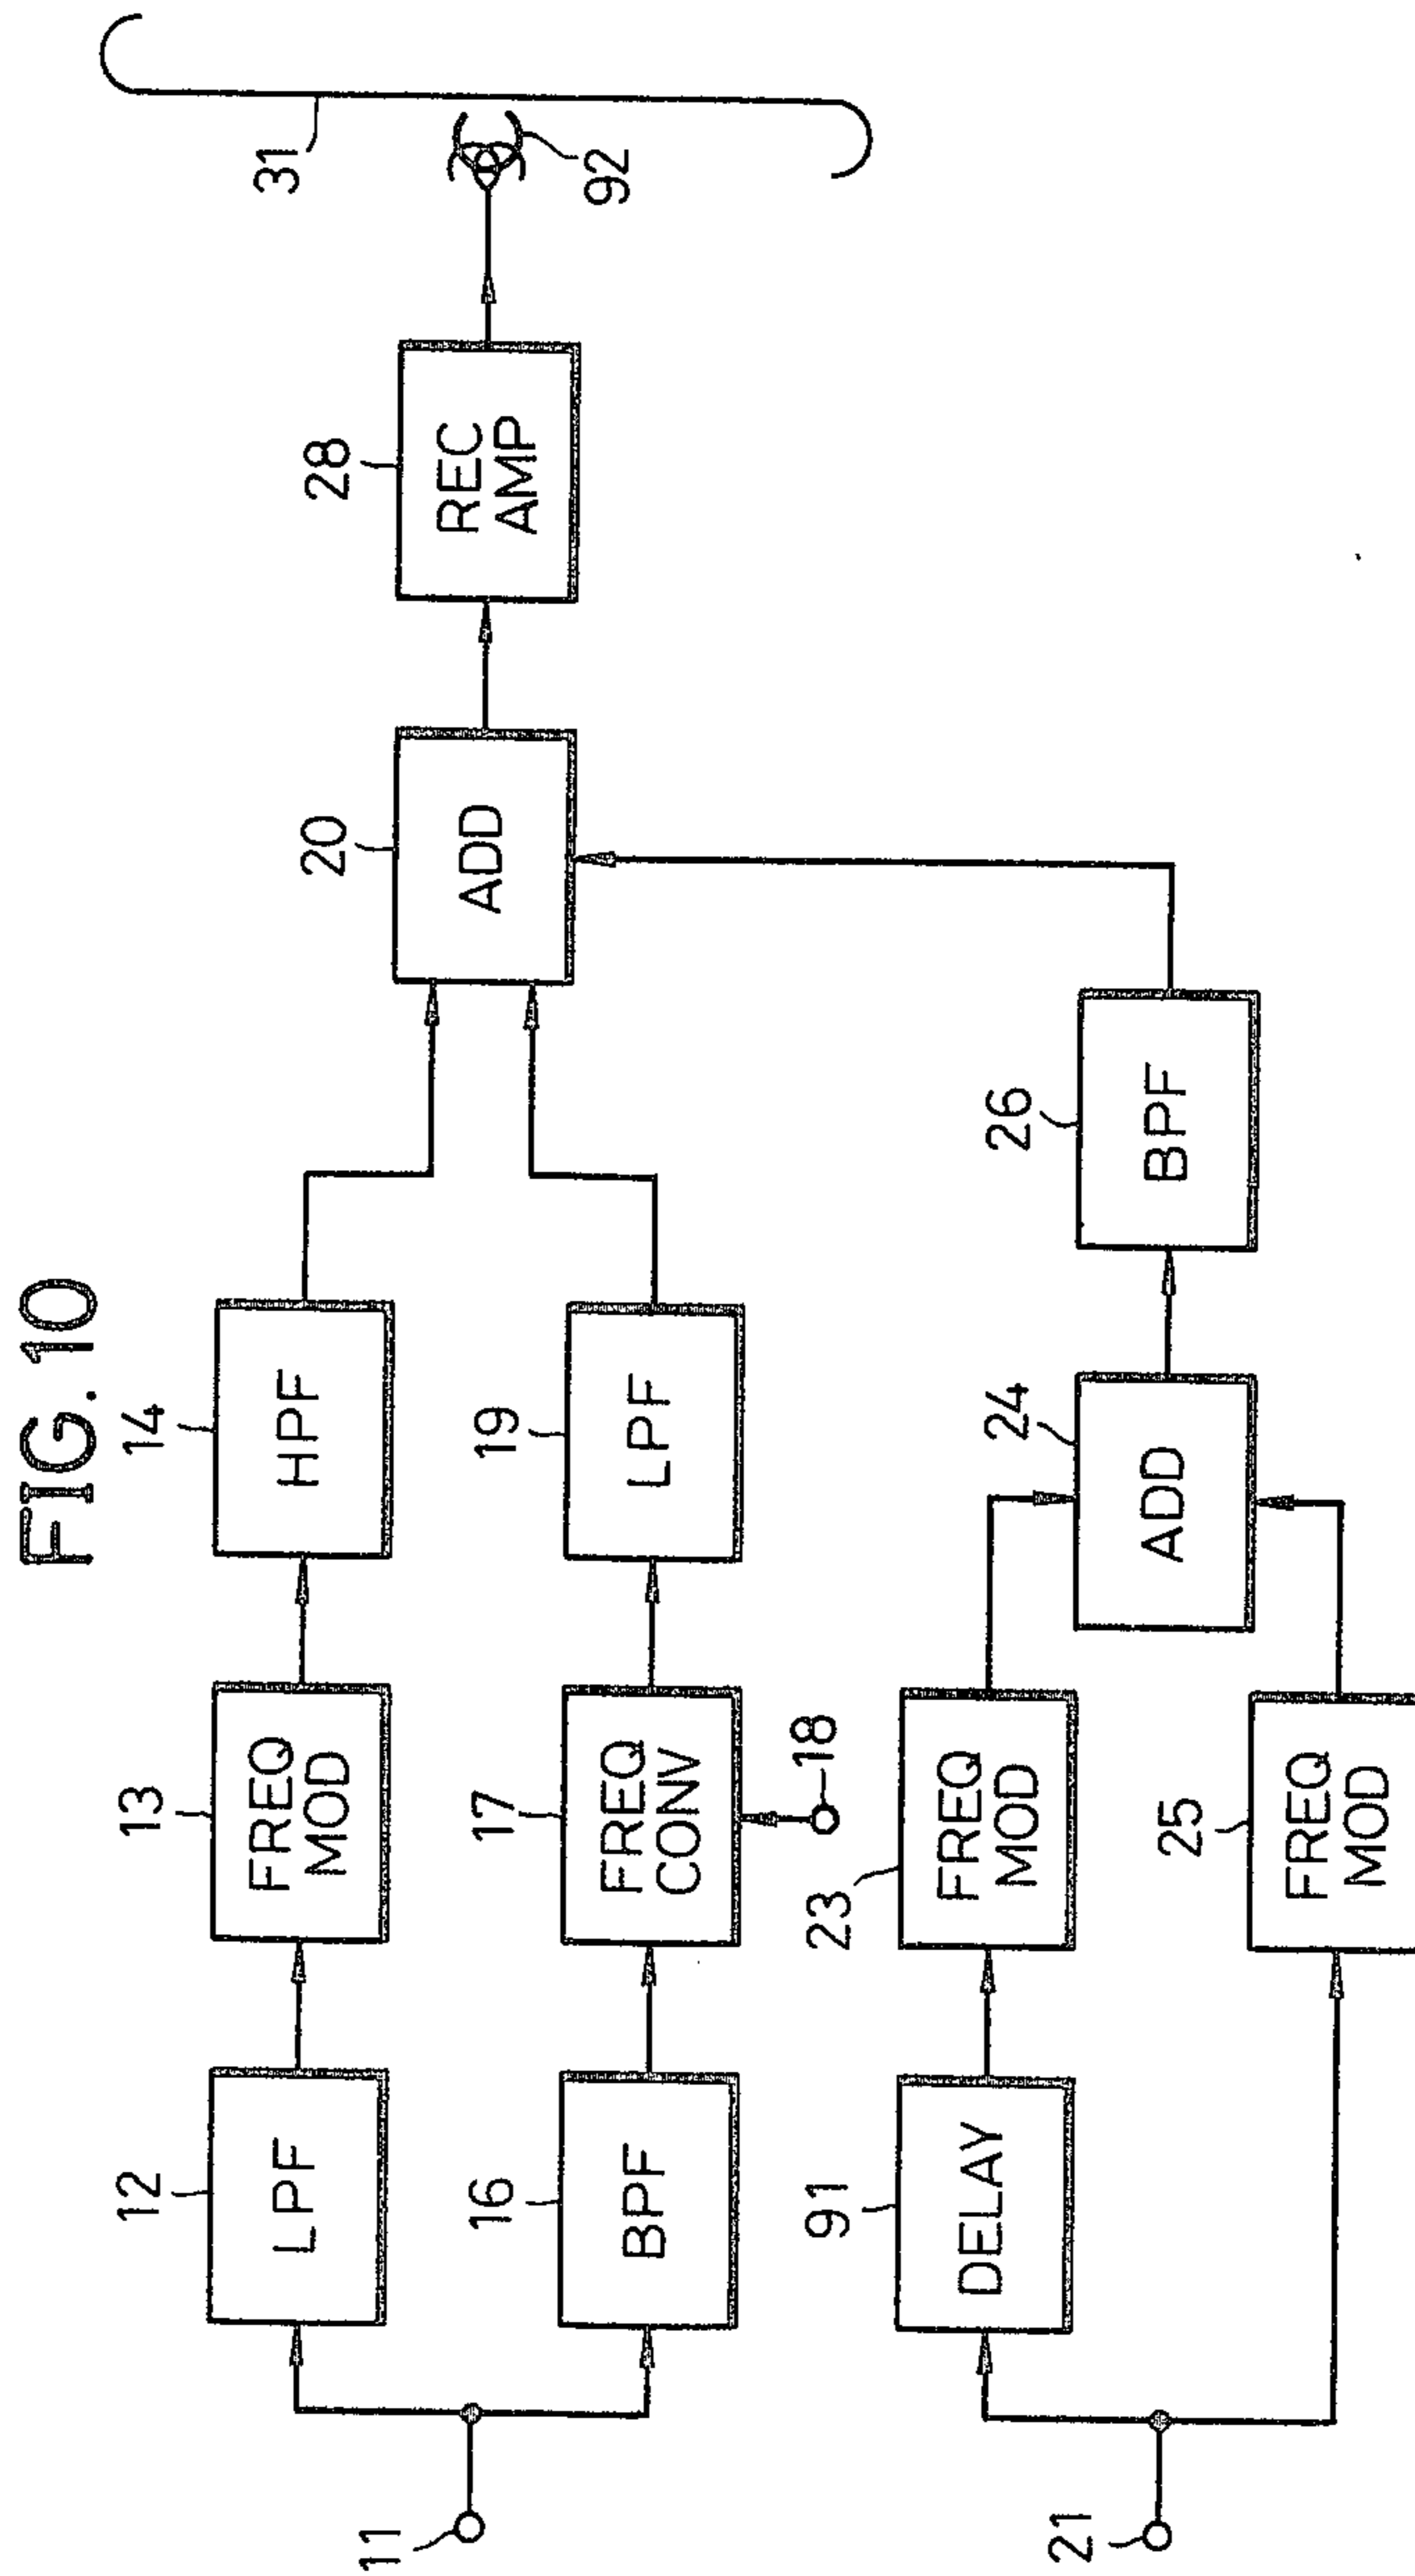 FIG. 10
11
12
LPF
13
FREQ
MOD
14
HPF
16
BPF
17
FREQ
CONV
18
19
LPF
20
ADD
28
REC
AMP
31
92
21
91
DELAY
23
FREQ
MOD
25
FREQ
MOD
24
ADD
26
BPF